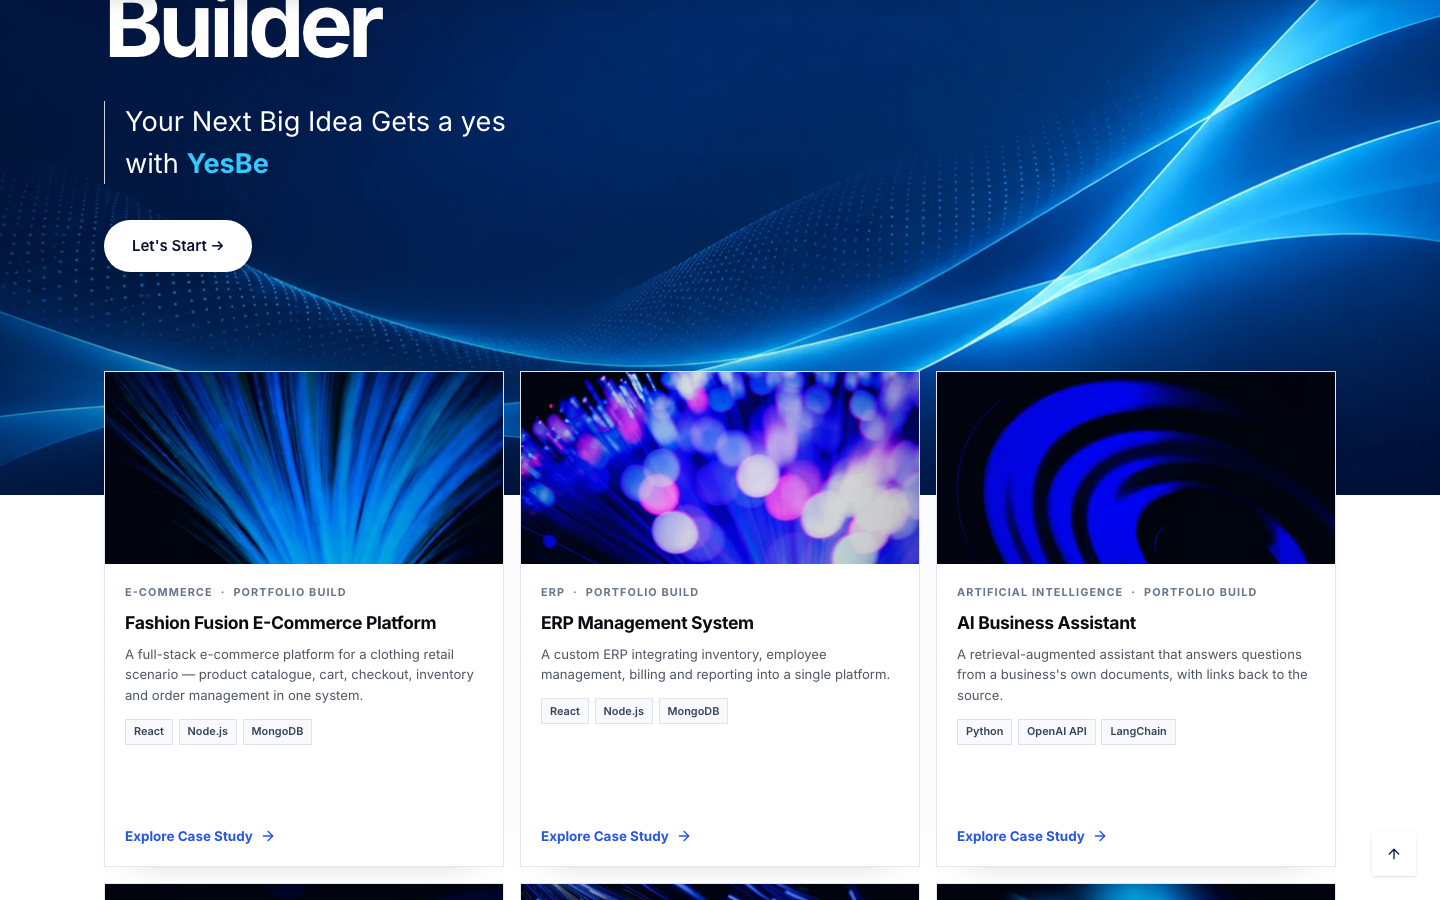 Builder
Your Next Big Idea Gets a yes
with YesBe
Let's Start →
E-COMMERCE · PORTFOLIO BUILD
Fashion Fusion E-Commerce Platform
A full-stack e-commerce platform for a clothing retail
scenario — product catalogue, cart, checkout, inventory
and order management in one system.
React Node.js MongoDB
Explore Case Study →
ERP · PORTFOLIO BUILD
ERP Management System
A custom ERP integrating inventory, employee
management, billing and reporting into a single platform.
React Node.js MongoDB
Explore Case Study →
ARTIFICIAL INTELLIGENCE · PORTFOLIO BUILD
AI Business Assistant
A retrieval-augmented assistant that answers questions
from a business's own documents, with links back to the
source.
Python OpenAI API LangChain
Explore Case Study →